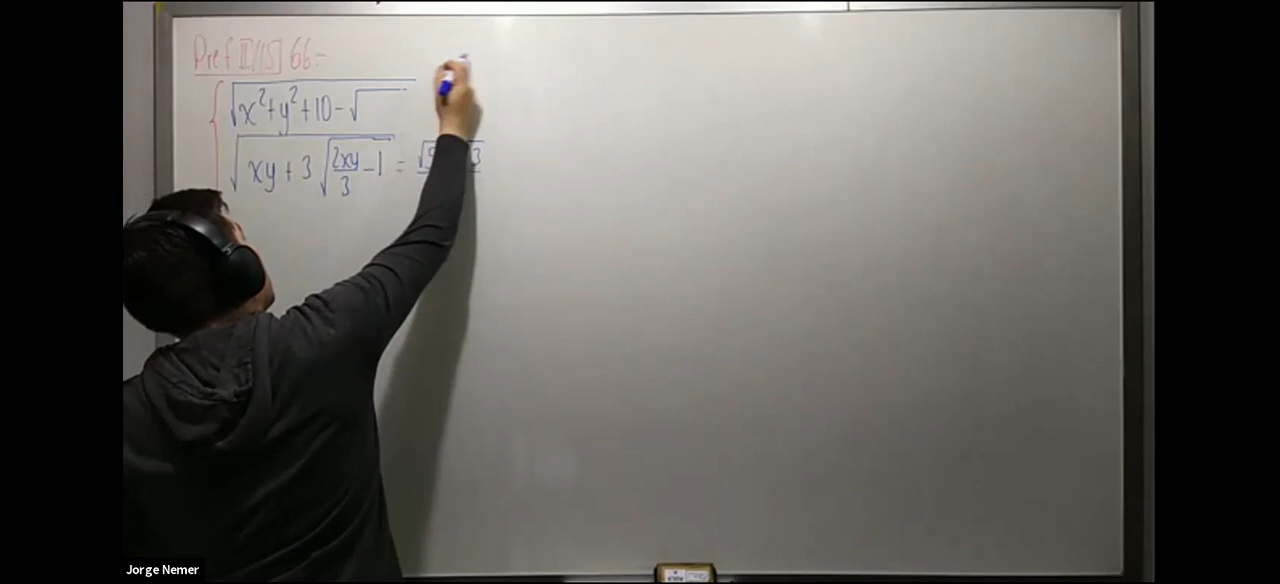 Pref II/15 66:-
√x²+y²+10-√
√xy+3√2xy/3-1 = √
Jorge Nemer